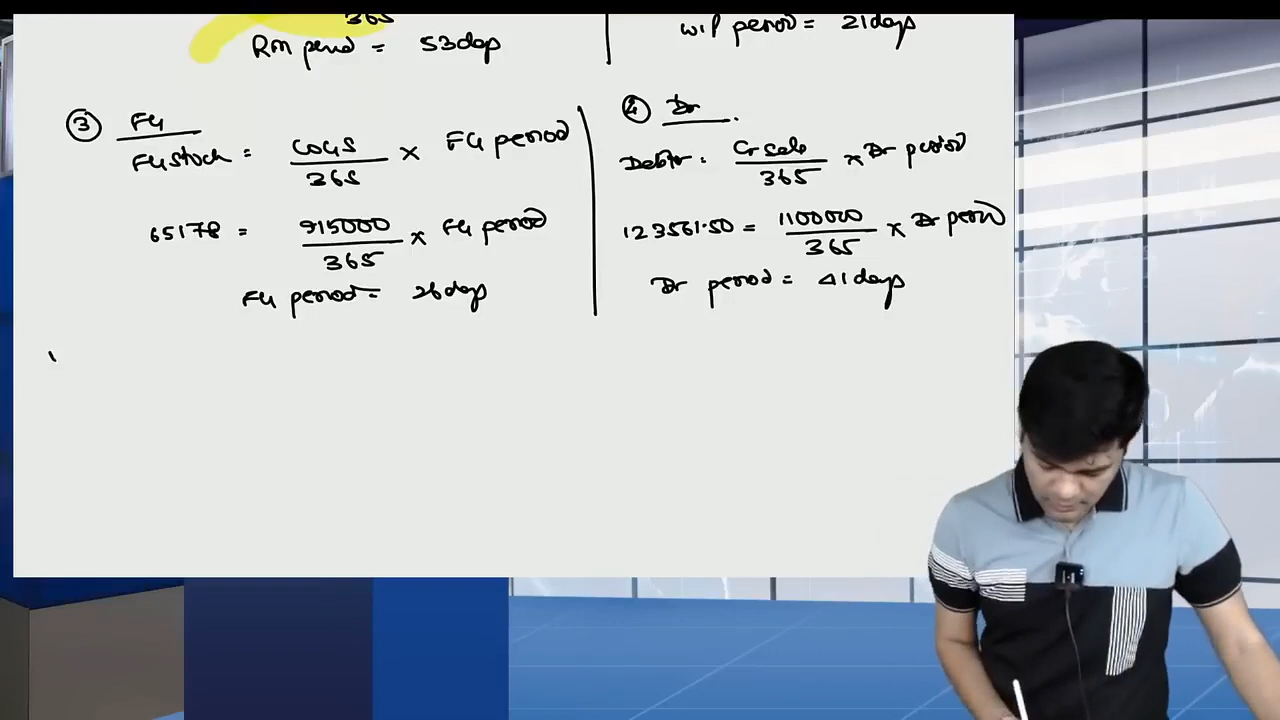 365
RM period = 53 days
WIP period = 21 days
③ FG
FG stock = COGS / 365 × FG period
65178 = 915000 / 365 × FG period
FG period = 26 days
④ Dr
Debtor = Cr sale / 365 × Dr period
123561.50 = 1100000 / 365 × Dr period
Dr period = 41 days